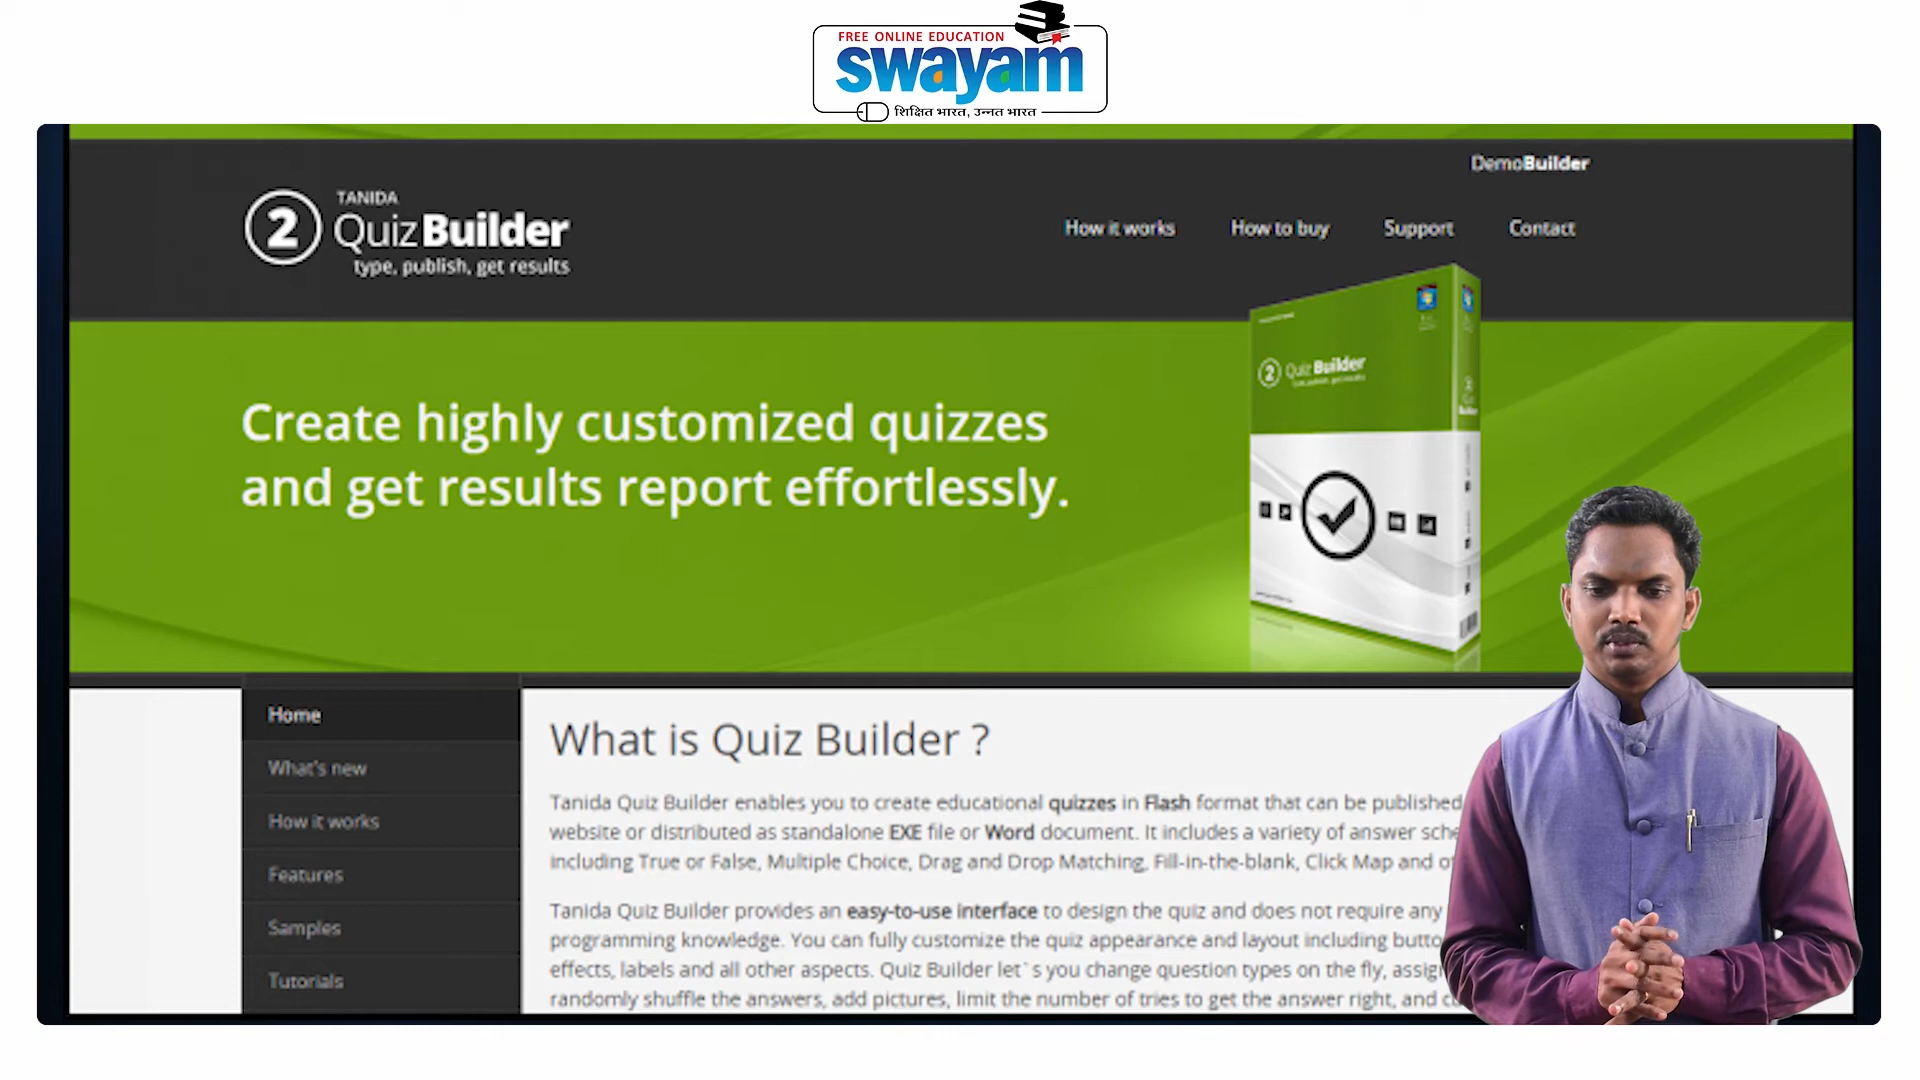 FREE ONLINE EDUCATION
swayam
शिक्षित भारत, उन्नत भारत
DemoBuilder
TANIDA
2 QuizBuilder
type, publish, get results
How it works How to buy Support Contact
2 Quiz Builder
Create highly customized quizzes
and get results report effortlessly.
Home
What's new
How it works
Features
Samples
Tutorials
What is Quiz Builder ?
Tanida Quiz Builder enables you to create educational quizzes in Flash format that can be published
website or distributed as standalone EXE file or Word document. It includes a variety of answer
including True or False, Multiple Choice, Drag and Drop Matching, Fill-in-the-blank, Click Map and
Tanida Quiz Builder provides an easy-to-use interface to design the quiz and does not require any
programming knowledge. You can fully customize the quiz appearance and layout including
effects, labels and all other aspects. Quiz Builder let`s you change question types on the fly,
randomly shuffle the answers, add pictures, limit the number of tries to get the answer right, and